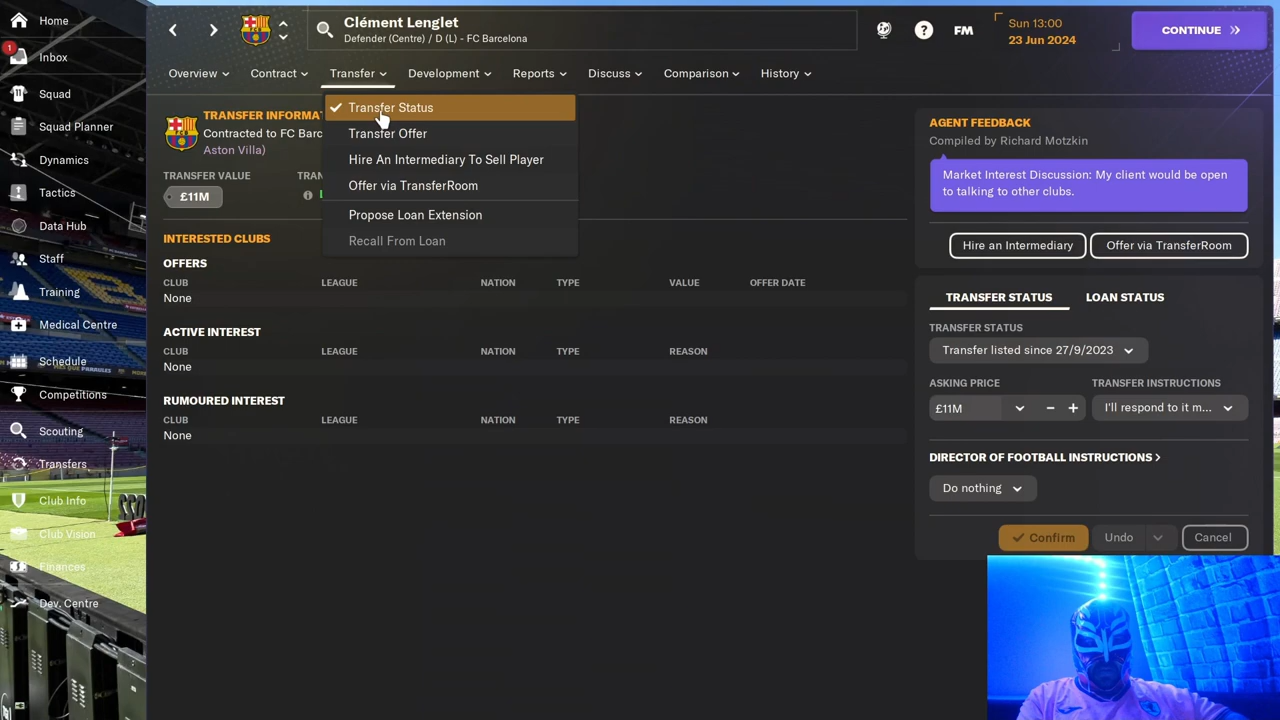 Home
1
Inbox
Squad
Squad Planner
Dynamics
Tactics
Data Hub
Staff
Training
Medical Centre
Schedule
Competitions
Scouting
Transfers
Club Info
Club Vision
Finances
Dev. Centre
Clément Lenglet
Defender (Centre) / D (L) - FC Barcelona
FM
Sun 13:00
23 Jun 2024
CONTINUE
Overview
Contract
Transfer
Development
Reports
Discuss
Comparison
History
Transfer Status
Transfer Offer
Hire An Intermediary To Sell Player
Offer via TransferRoom
Propose Loan Extension
Recall From Loan
TRANSFER INFORMA
Contracted to FC Barc
Aston Villa)
TRANSFER VALUE
TRAN
£11M
INTERESTED CLUBS
OFFERS
CLUB LEAGUE NATION TYPE VALUE OFFER DATE
None
ACTIVE INTEREST
CLUB LEAGUE NATION TYPE REASON
None
RUMOURED INTEREST
CLUB LEAGUE NATION TYPE REASON
None
AGENT FEEDBACK
Compiled by Richard Motzkin
Market Interest Discussion: My client would be open
to talking to other clubs.
Hire an Intermediary
Offer via TransferRoom
TRANSFER STATUS
LOAN STATUS
TRANSFER STATUS
Transfer listed since 27/9/2023
ASKING PRICE
TRANSFER INSTRUCTIONS
£11M
I'll respond to it m...
DIRECTOR OF FOOTBALL INSTRUCTIONS >
Do nothing
Confirm
Undo
Cancel